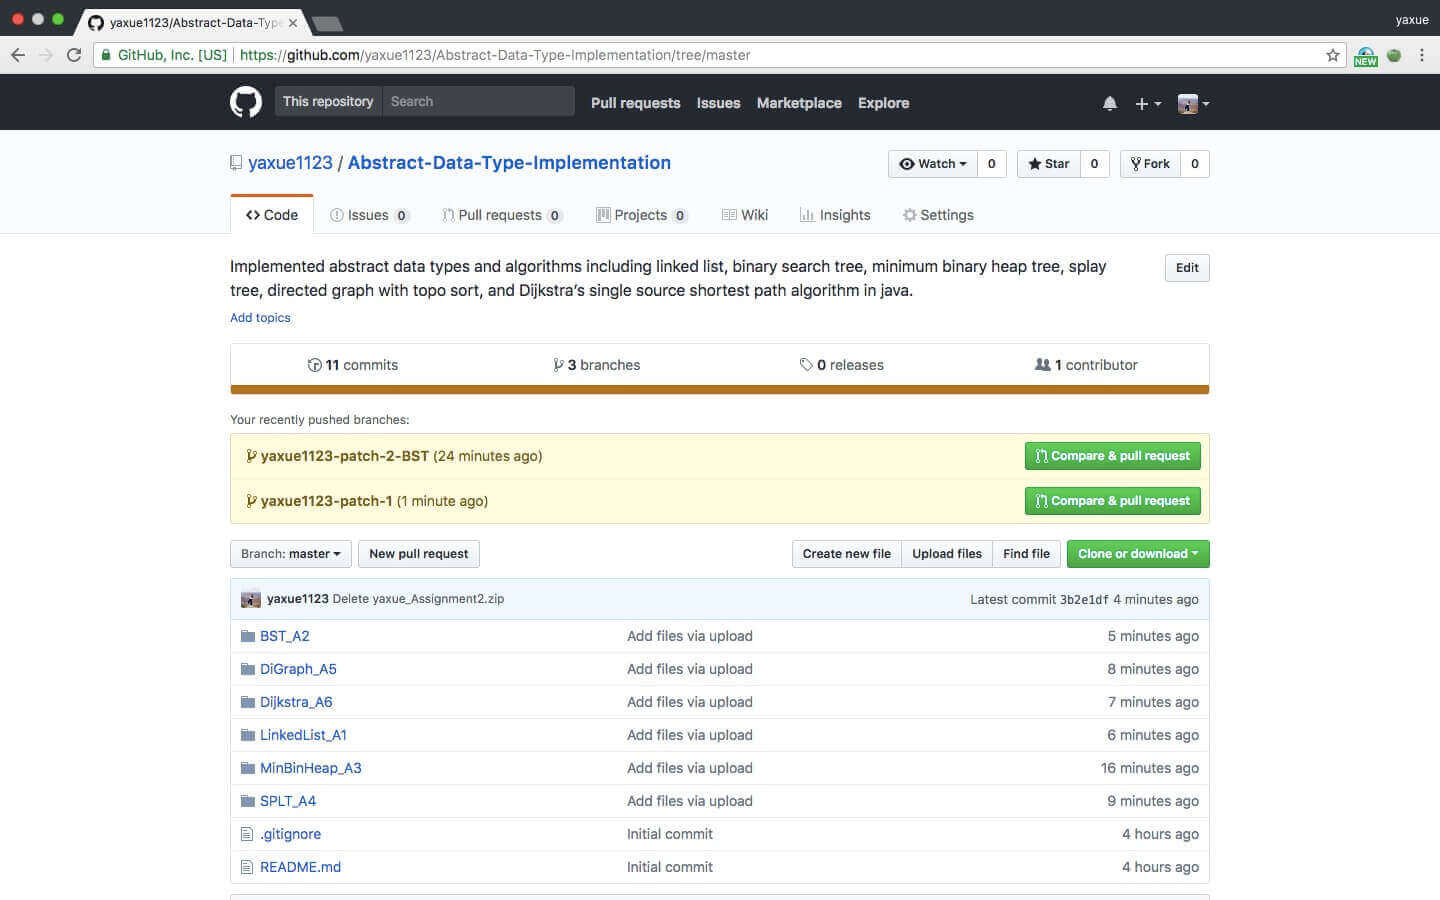 yaxue1123/Abstract-Data-Type
yaxue
GitHub, Inc. [US] https://github.com/yaxue1123/Abstract-Data-Type-Implementation/tree/master
NEW
This repository Search Pull requests Issues Marketplace Explore
yaxue1123 / Abstract-Data-Type-Implementation
Watch 0 Star 0 Fork 0
Code Issues 0 Pull requests 0 Projects 0 Wiki Insights Settings
Implemented abstract data types and algorithms including linked list, binary search tree, minimum binary heap tree, splay
tree, directed graph with topo sort, and Dijkstra’s single source shortest path algorithm in java.
Edit
Add topics
11 commits 3 branches 0 releases 1 contributor
Your recently pushed branches:
yaxue1123-patch-2-BST (24 minutes ago) Compare & pull request
yaxue1123-patch-1 (1 minute ago) Compare & pull request
Branch: master New pull request Create new file Upload files Find file Clone or download
yaxue1123 Delete yaxue_Assignment2.zip Latest commit 3b2e1df 4 minutes ago
BST_A2 Add files via upload 5 minutes ago
DiGraph_A5 Add files via upload 8 minutes ago
Dijkstra_A6 Add files via upload 7 minutes ago
LinkedList_A1 Add files via upload 6 minutes ago
MinBinHeap_A3 Add files via upload 16 minutes ago
SPLT_A4 Add files via upload 9 minutes ago
.gitignore Initial commit 4 hours ago
README.md Initial commit 4 hours ago